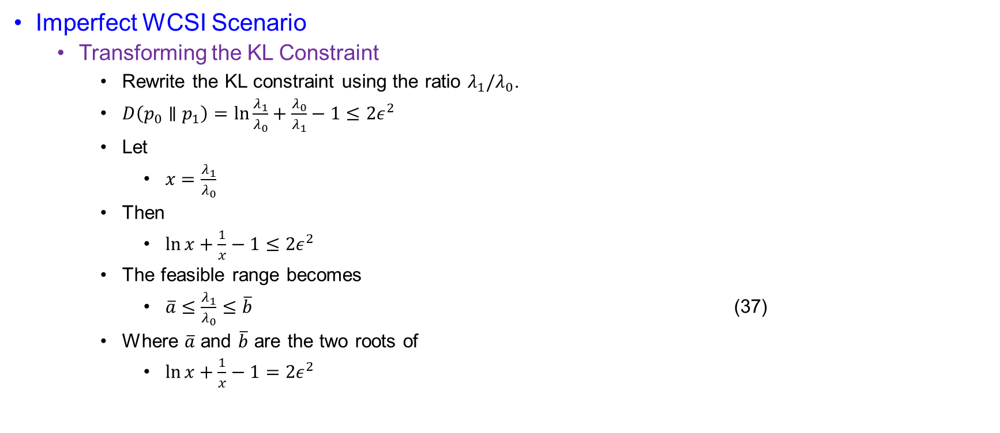 • Imperfect WCSI Scenario
• Transforming the KL Constraint
• Rewrite the KL constraint using the ratio 𝜆₁/𝜆₀.
• 𝐷(𝑝₀ ∥ 𝑝₁) = ln 𝜆₁/𝜆₀ + 𝜆₀/𝜆₁ − 1 ≤ 2𝜖²
• Let
• 𝑥 = 𝜆₁/𝜆₀
• Then
• ln 𝑥 + 1/𝑥 − 1 ≤ 2𝜖²
• The feasible range becomes
• 𝑎̅ ≤ 𝜆₁/𝜆₀ ≤ 𝑏̅ (37)
• Where 𝑎̅ and 𝑏̅ are the two roots of
• ln 𝑥 + 1/𝑥 − 1 = 2𝜖²